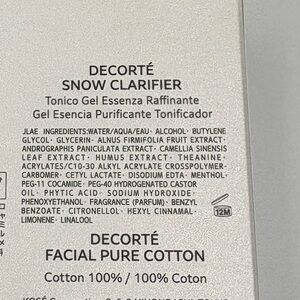 DECORTÉ
SNOW CLARIFIER
Tonico Gel Essenza Raffinante
Gel Esencia Purificante Tonificador
JLAE INGREDIENTS:WATER/AQUA/EAU· ALCOHOL· BUTYLENE
GLYCOL· GLYCERIN· ALNUS FIRMIFOLIA FRUIT EXTRACT·
ANDROGRAPHIS PANICULATA EXTRACT· CAMELLIA SINENSIS
LEAF EXTRACT· HUMUS EXTRACT· THEANINE·
ACRYLATES/C10-30 ALKYL ACRYLATE CROSSPOLYMER·
CARBOMER· CETYL LACTATE· DISODIUM EDTA· MENTHOL·
PEG-11 COCAMIDE· PEG-40 HYDROGENATED CASTOR
OIL· PHYTIC ACID· SODIUM HYDROXIDE·
PHENOXYETHANOL· FRAGRANCE (PARFUM)· BENZYL
BENZOATE· CITRONELLOL· HEXYL CINNAMAL·
LIMONENE· LINALOOL
12M
DECORTÉ
FACIAL PURE COTTON
Cotton 100% / 100% Coton